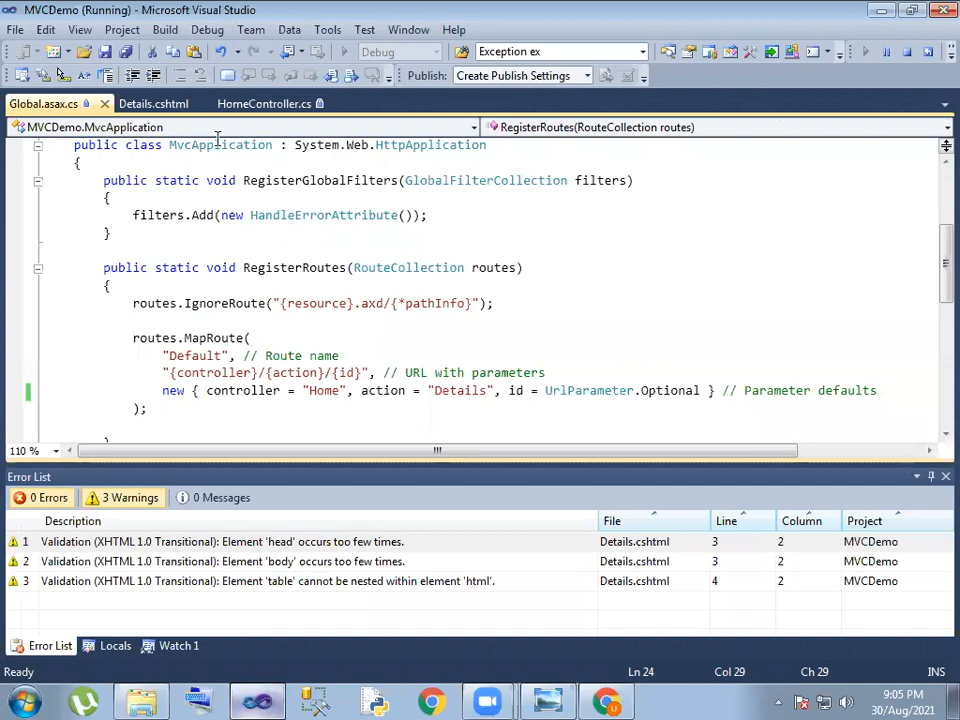 MVCDemo (Running) - Microsoft Visual Studio
File Edit View Project Build Debug Team Data Tools Test Window Help
Debug Exception ex
Publish: Create Publish Settings
Global.asax.cs Details.cshtml HomeController.cs
MVCDemo.MvcApplication RegisterRoutes(RouteCollection routes)
public class MvcApplication : System.Web.HttpApplication
{
public static void RegisterGlobalFilters(GlobalFilterCollection filters)
{
filters.Add(new HandleErrorAttribute());
}
public static void RegisterRoutes(RouteCollection routes)
{
routes.IgnoreRoute("{resource}.axd/{*pathInfo}");
routes.MapRoute(
"Default", // Route name
"{controller}/{action}/{id}", // URL with parameters
new { controller = "Home", action = "Details", id = UrlParameter.Optional } // Parameter defaults
);
}
110 %
Error List
0 Errors 3 Warnings 0 Messages
Description File Line Column Project
1 Validation (XHTML 1.0 Transitional): Element 'head' occurs too few times. Details.cshtml 3 2 MVCDemo
2 Validation (XHTML 1.0 Transitional): Element 'body' occurs too few times. Details.cshtml 3 2 MVCDemo
3 Validation (XHTML 1.0 Transitional): Element 'table' cannot be nested within element 'html'. Details.cshtml 4 2 MVCDemo
Error List Locals Watch 1
Ready Ln 24 Col 29 Ch 29 INS
9:05 PM
30/Aug/2021